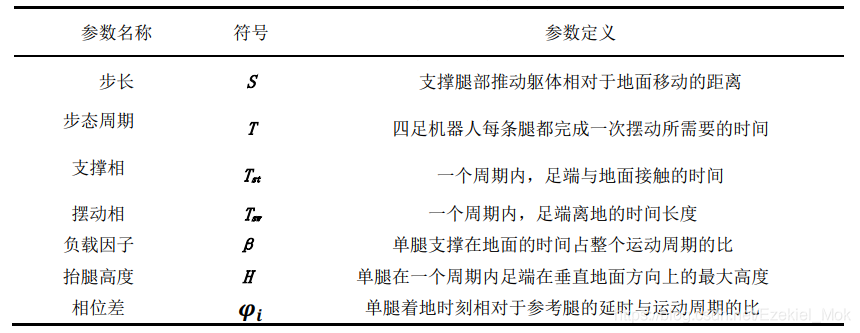 参数名称 符号 参数定义
步长 S 支撑腿部推动躯体相对于地面移动的距离
步态周期 T 四足机器人每条腿都完成一次摆动所需要的时间
支撑相 Tst 一个周期内，足端与地面接触的时间
摆动相 Tsw 一个周期内，足端离地的时间长度
负载因子 β 单腿支撑在地面的时间占整个运动周期的比
抬腿高度 H 单腿在一个周期内足端在垂直地面方向上的最大高度
相位差 φi 单腿着地时刻相对于参考腿的延时与运动周期的比